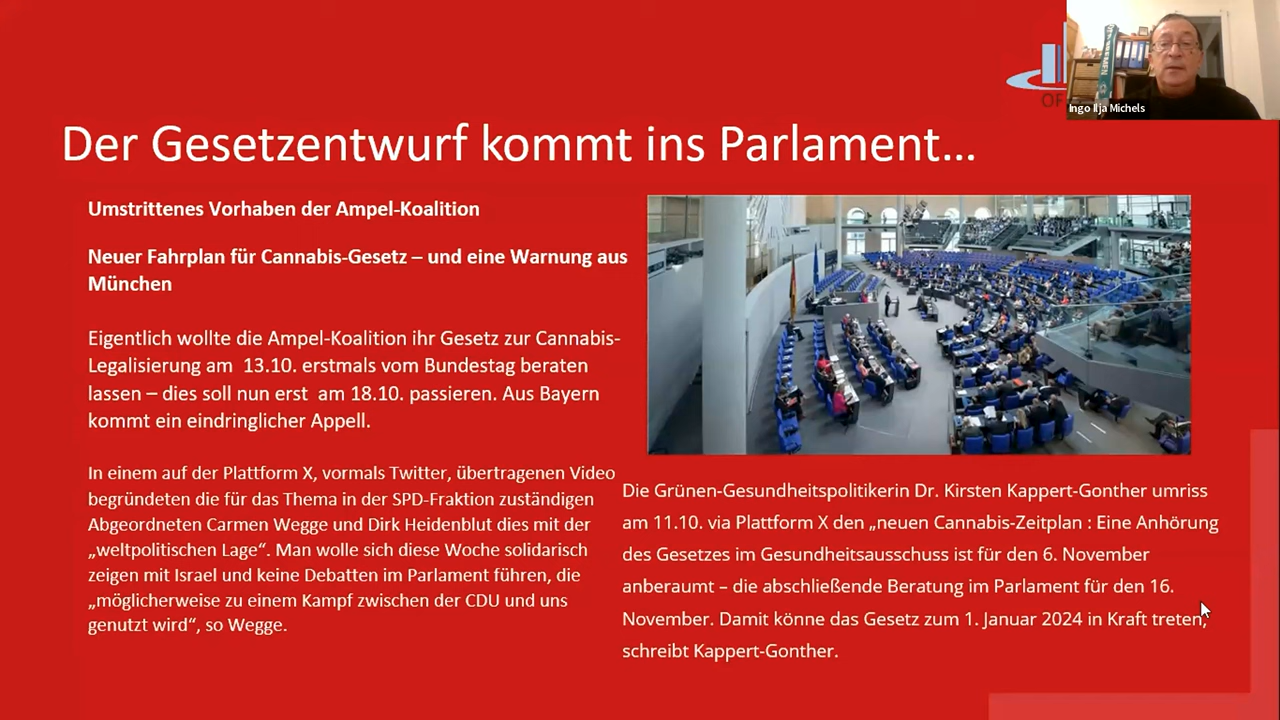 Der Gesetzentwurf kommt ins Parlament...
Umstrittenes Vorhaben der Ampel-Koalition
Neuer Fahrplan für Cannabis-Gesetz – und eine Warnung aus
München
Eigentlich wollte die Ampel-Koalition ihr Gesetz zur Cannabis-
Legalisierung am 13.10. erstmals vom Bundestag beraten
lassen – dies soll nun erst am 18.10. passieren. Aus Bayern
kommt ein eindringlicher Appell.
In einem auf der Plattform X, vormals Twitter, übertragenen Video
begründeten die für das Thema in der SPD-Fraktion zuständigen
Abgeordneten Carmen Wegge und Dirk Heidenblut dies mit der
„weltpolitischen Lage“. Man wolle sich diese Woche solidarisch
zeigen mit Israel und keine Debatten im Parlament führen, die
„möglicherweise zu einem Kampf zwischen der CDU und uns
genutzt wird“, so Wegge.
Die Grünen-Gesundheitspolitikerin Dr. Kirsten Kappert-Gonther umriss
am 11.10. via Plattform X den „neuen Cannabis-Zeitplan : Eine Anhörung
des Gesetzes im Gesundheitsausschuss ist für den 6. November
anberaumt – die abschließende Beratung im Parlament für den 16.
November. Damit könne das Gesetz zum 1. Januar 2024 in Kraft treten,
schreibt Kappert-Gonther.
Ingo Ilja Michels